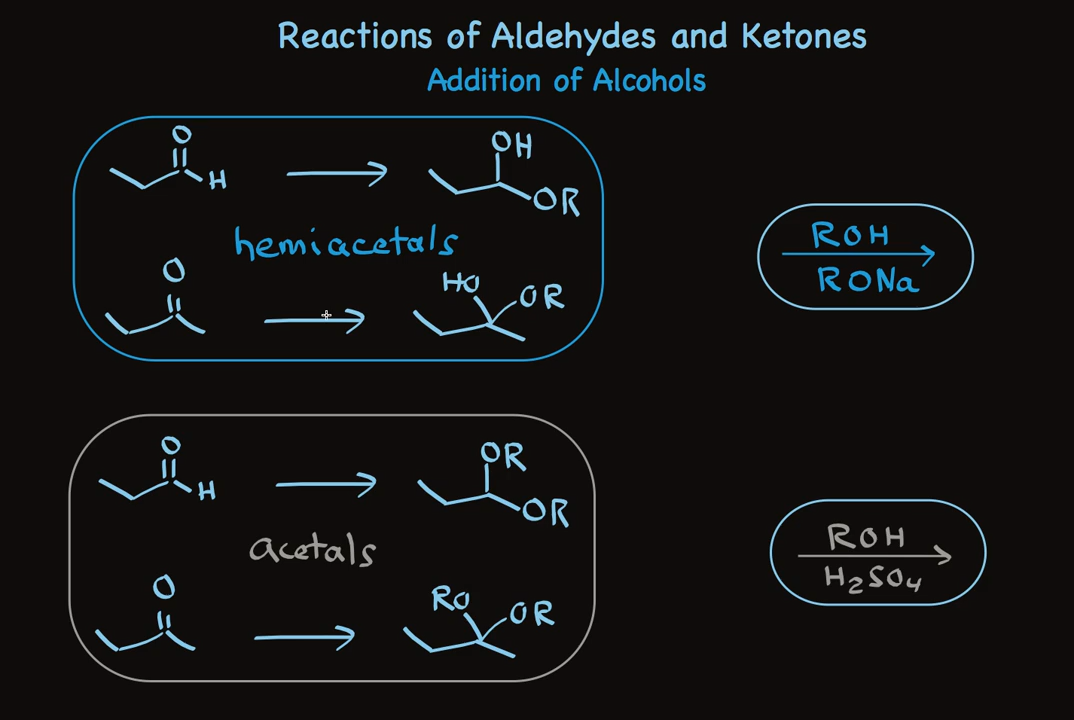 Reactions of Aldehydes and Ketones
Addition of Alcohols
O
H
OH
OR
hemiacetals
O
HO
OR
ROH
RONa
O
H
OR
OR
acetals
O
RO
OR
ROH
H₂SO₄